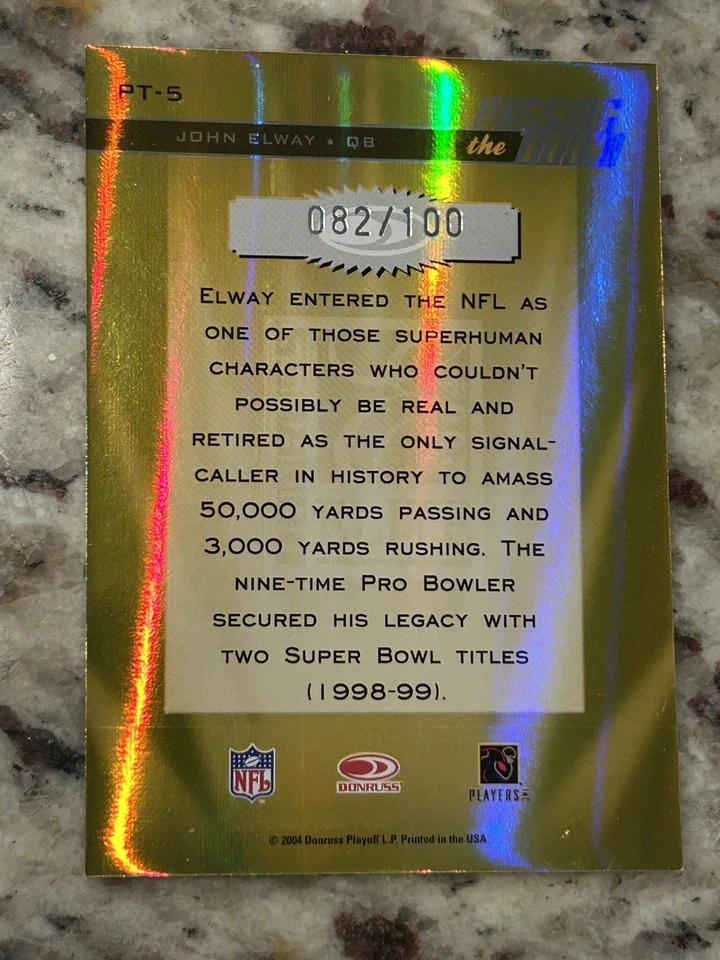 PT-5
PASSING
JOHN ELWAY • QB
the
TORCH
082/100
ELWAY ENTERED THE NFL AS
ONE OF THOSE SUPERHUMAN
CHARACTERS WHO COULDN'T
POSSIBLY BE REAL AND
RETIRED AS THE ONLY SIGNAL-
CALLER IN HISTORY TO AMASS
50,000 YARDS PASSING AND
3,000 YARDS RUSHING. THE
NINE-TIME PRO BOWLER
SECURED HIS LEGACY WITH
TWO SUPER BOWL TITLES
(1998-99).
NFL
DONRUSS
PLAYERS INC
© 2004 Donruss Playoff L.P. Printed in the USA